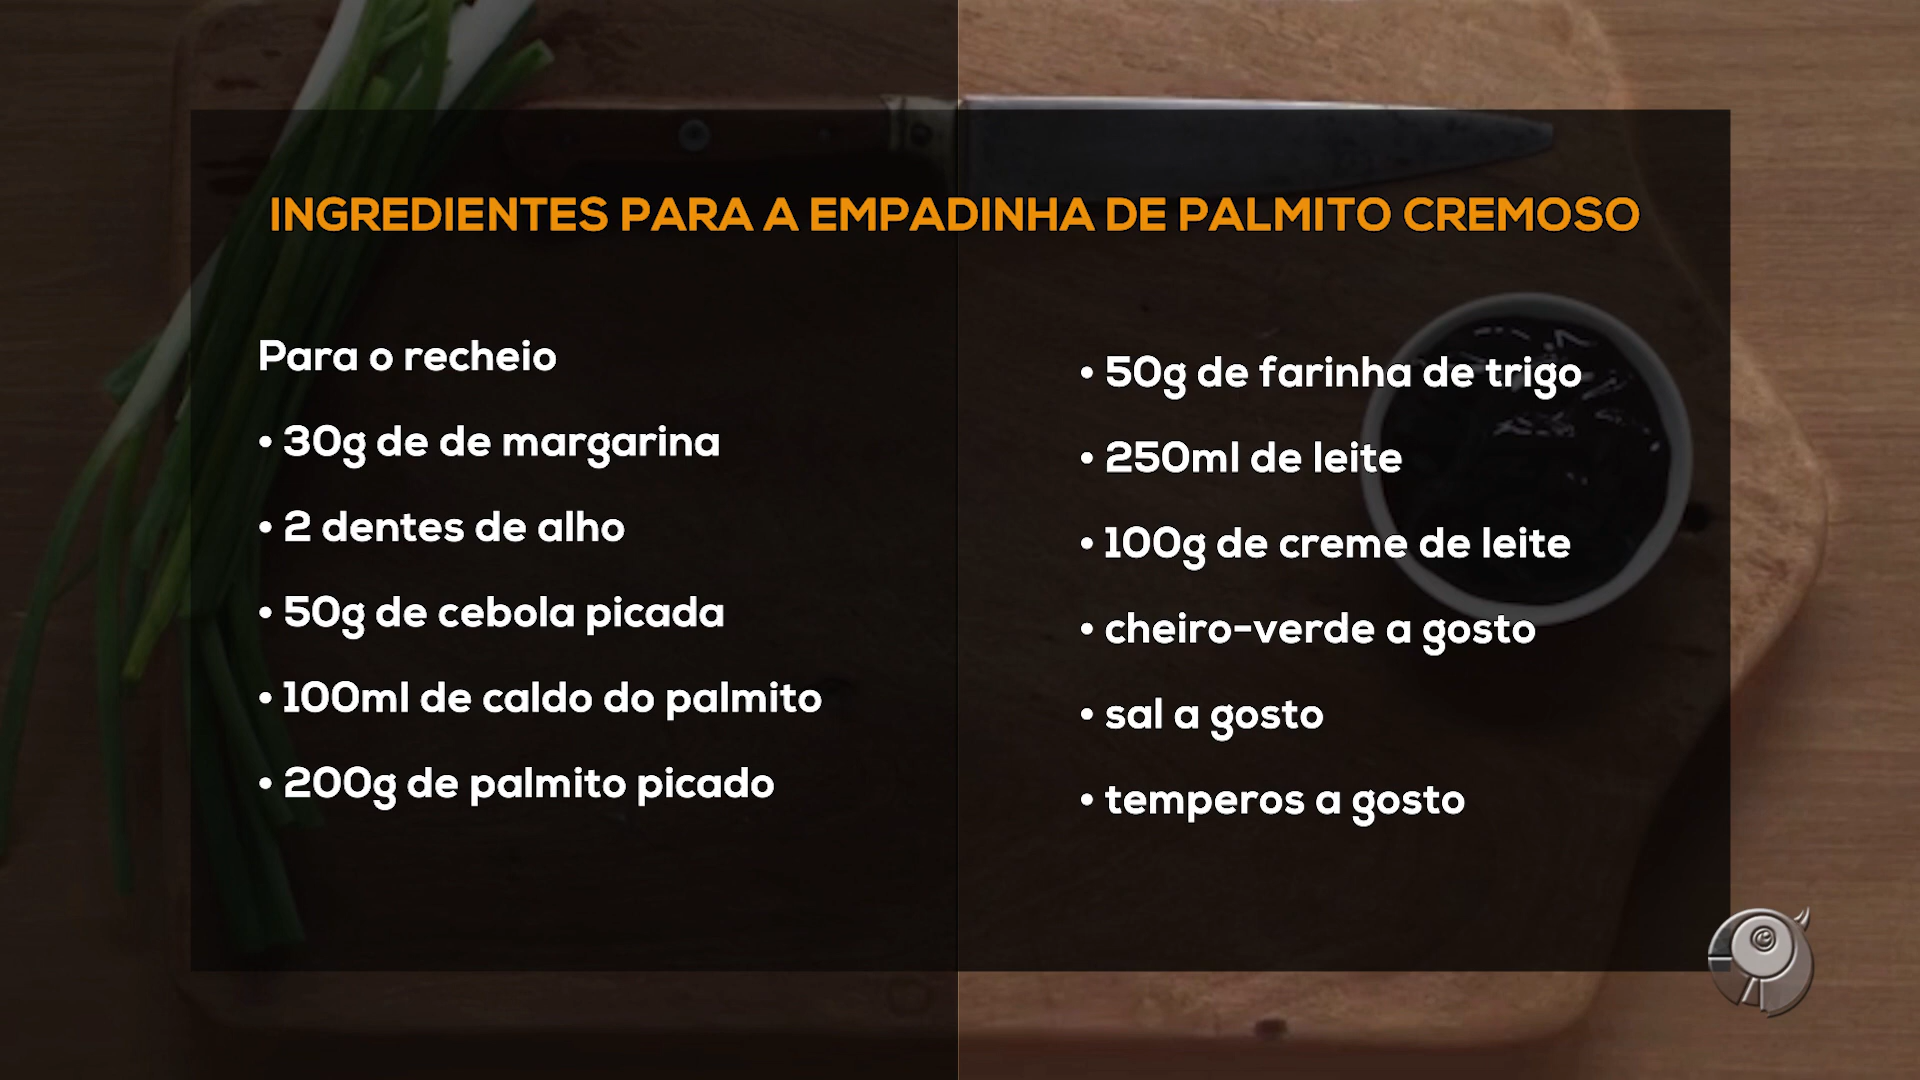 INGREDIENTES PARA A EMPADINHA DE PALMITO CREMOSO
Para o recheio
• 30g de de margarina
• 2 dentes de alho
• 50g de cebola picada
• 100ml de caldo do palmito
• 200g de palmito picado
• 50g de farinha de trigo
• 250ml de leite
• 100g de creme de leite
• cheiro-verde a gosto
• sal a gosto
• temperos a gosto